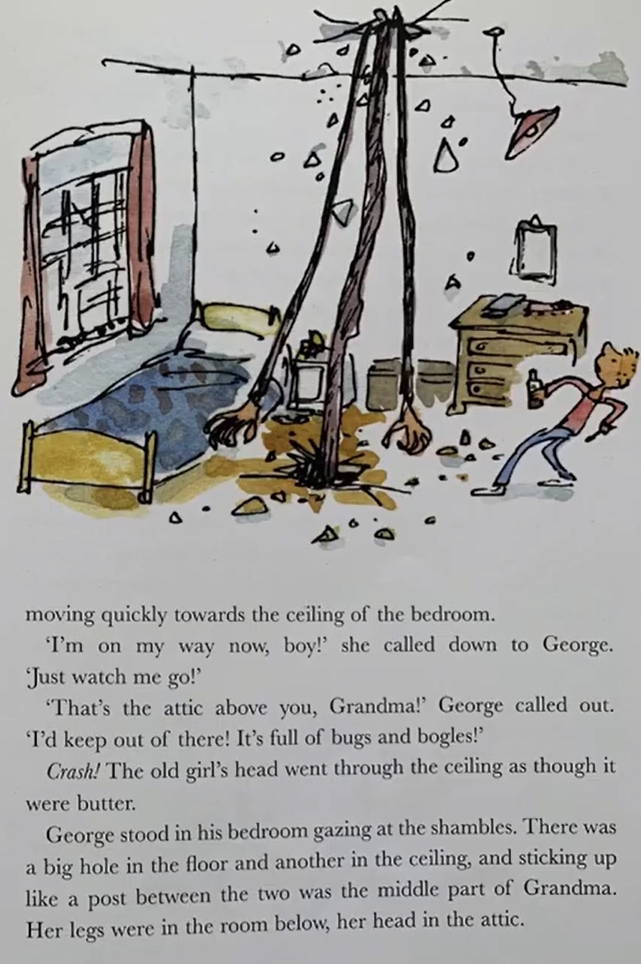 moving quickly towards the ceiling of the bedroom.
‘I’m on my way now, boy!’ she called down to George.
‘Just watch me go!’
‘That’s the attic above you, Grandma!’ George called out.
‘I’d keep out of there! It’s full of bugs and bogles!’
Crash! The old girl’s head went through the ceiling as though it
were butter.
George stood in his bedroom gazing at the shambles. There was
a big hole in the floor and another in the ceiling, and sticking up
like a post between the two was the middle part of Grandma.
Her legs were in the room below, her head in the attic.